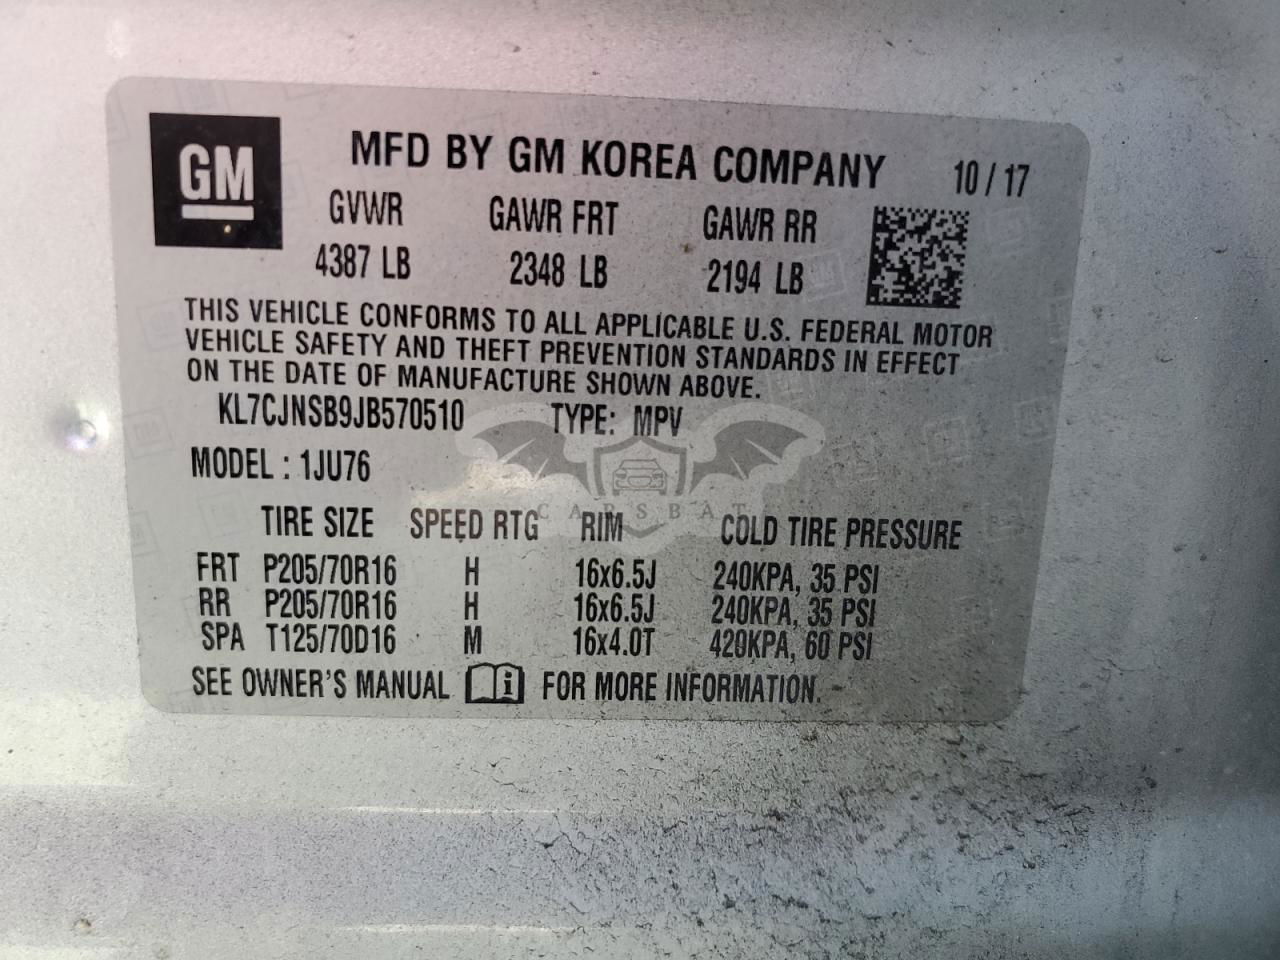 GM MFD BY GM KOREA COMPANY 10 / 17
GVWR GAWR FRT GAWR RR
4387 LB 2348 LB 2194 LB
THIS VEHICLE CONFORMS TO ALL APPLICABLE U.S. FEDERAL MOTOR
VEHICLE SAFETY AND THEFT PREVENTION STANDARDS IN EFFECT
ON THE DATE OF MANUFACTURE SHOWN ABOVE.
KL7CJNSB9JB570510 TYPE: MPV
MODEL : 1JU76
CARSBAT
TIRE SIZE SPEED RTG RIM COLD TIRE PRESSURE
FRT P205/70R16 H 16x6.5J 240KPA, 35 PSI
RR P205/70R16 H 16x6.5J 240KPA, 35 PSI
SPA T125/70D16 M 16x4.0T 420KPA, 60 PSI
SEE OWNER'S MANUAL i FOR MORE INFORMATION.